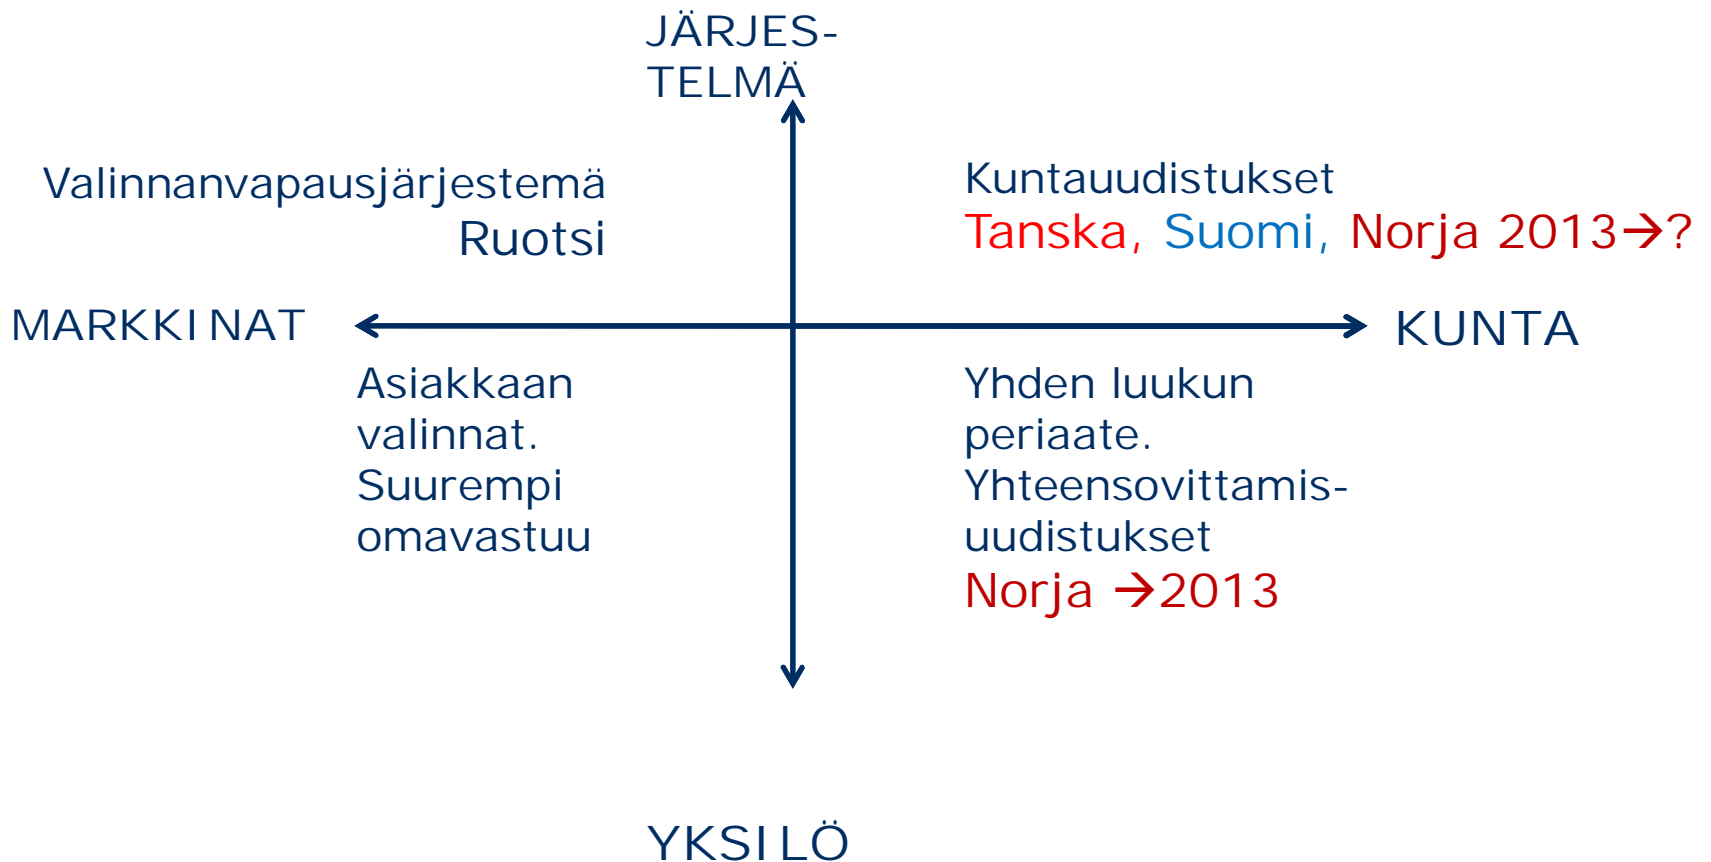 JÄRJES-
TELMÄ
Valinnanvapausjärjestemä
Ruotsi
Kuntauudistukset
Tanska, Suomi, Norja 2013→?
MARKKINAT
KUNTA
Asiakkaan
valinnat.
Suurempi
omavastuu
Yhden luukun
periaate.
Yhteensovittamis-
uudistukset
Norja →2013
YKSILÖ